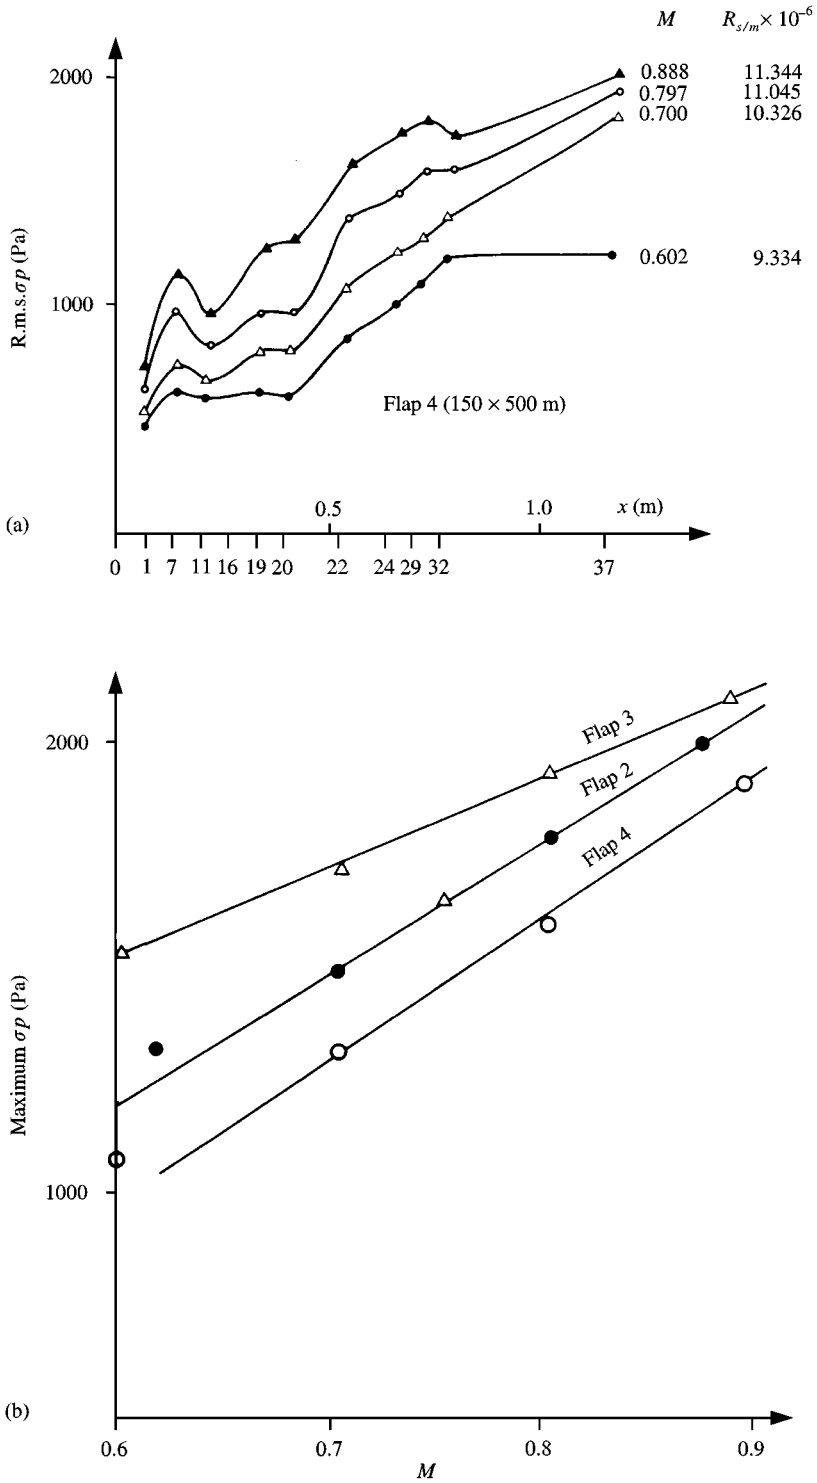 M R_{s/m} × 10^{-6}
2000
0.888 11.344
0.797 11.045
0.700 10.326
R.m.s. σp (Pa)
1000
0.602 9.334
Flap 4 (150 × 500 m)
0.5 1.0 x (m)
(a)
0 1 7 11 16 19 20 22 24 29 32 37
Flap 3
2000
Flap 2
Flap 4
Maximum σp (Pa)
1000
(b)
0.6 0.7 0.8 0.9
M